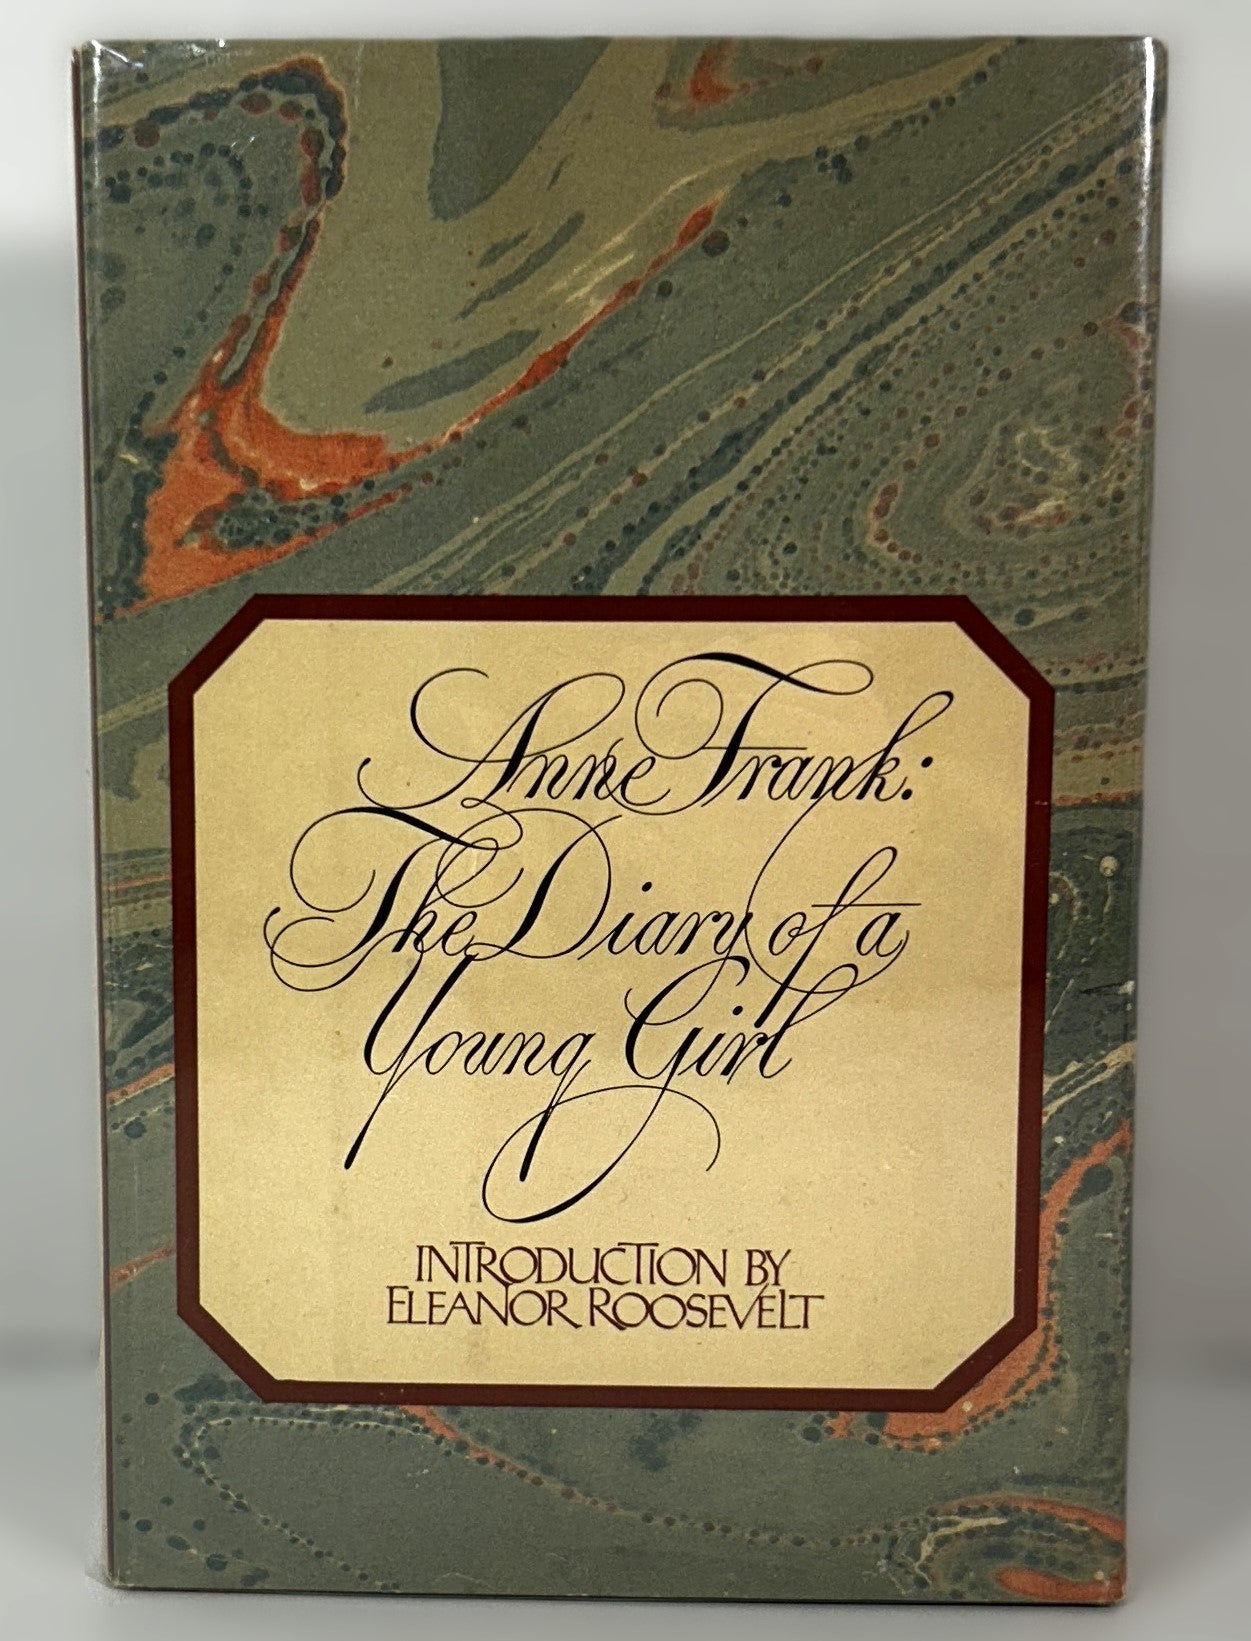 Anne Frank:
The Diary of a
Young Girl
INTRODUCTION BY
ELEANOR ROOSEVELT